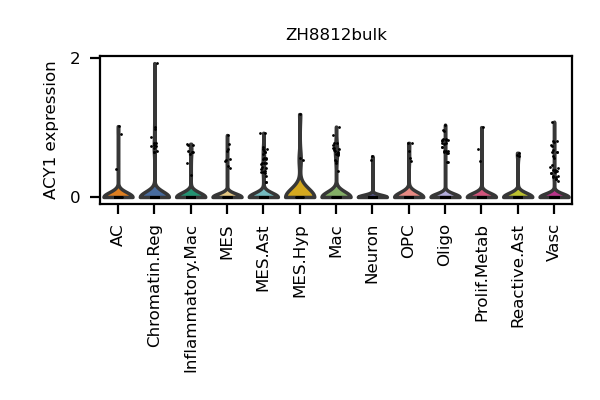 ZH8812bulk
ACY1 expression
2
0
AC
Chromatin.Reg
Inflammatory.Mac
MES
MES.Ast
MES.Hyp
Mac
Neuron
OPC
Oligo
Prolif.Metab
Reactive.Ast
Vasc